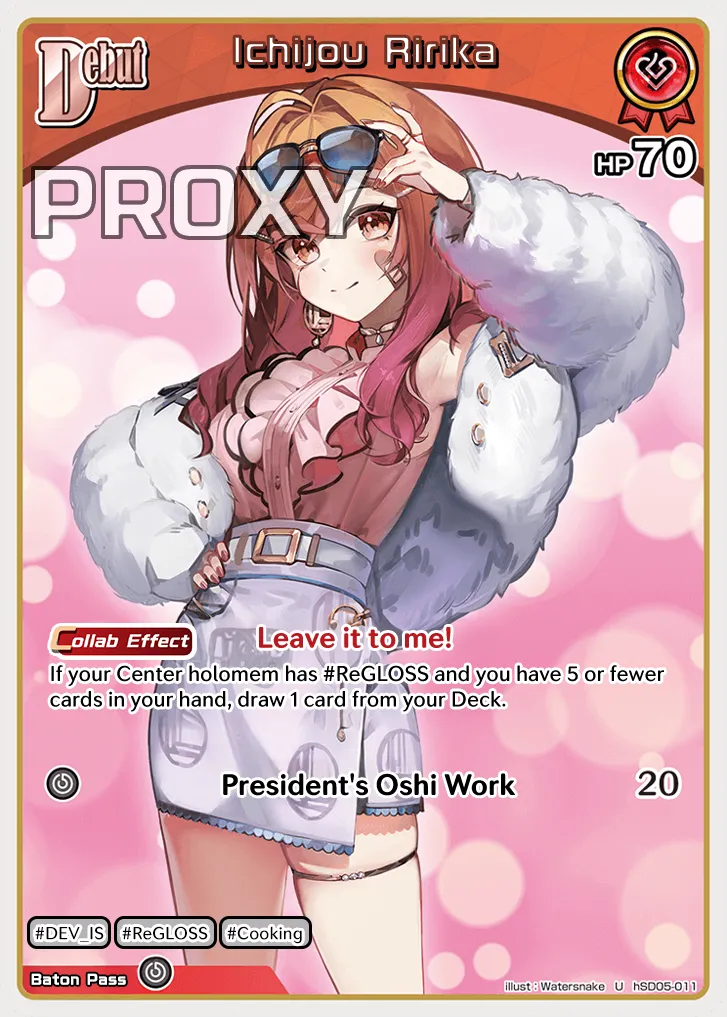 Debut
Ichijou Ririka
HP 70
PROXY
Collab Effect Leave it to me!
If your Center holomem has #ReGLOSS and you have 5 or fewer
cards in your hand, draw 1 card from your Deck.
President's Oshi Work 20
#DEV_IS #ReGLOSS #Cooking
Baton Pass
illust : Watersnake U hSD05-011